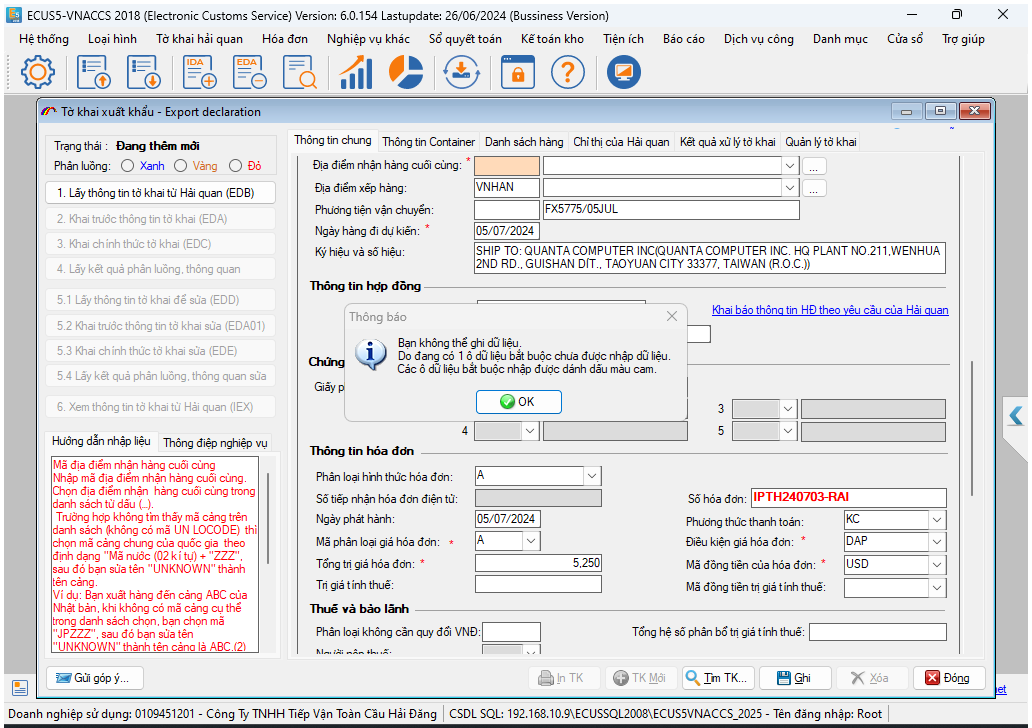 ECUS5-VNACCS 2018 (Electronic Customs Service) Version: 6.0.154 Lastupdate: 26/06/2024 (Bussiness Version)
Hệ thống Loại hình Tờ khai hải quan Hóa đơn Nghiệp vụ khác Sổ quyết toán Kế toán kho Tiện ích Báo cáo Dịch vụ công Danh mục Cửa sổ Trợ giúp
IDA EDA
Tờ khai xuất khẩu - Export declaration
Trạng thái : Đang thêm mới
Phân luồng: Xanh Vàng Đỏ
1. Lấy thông tin tờ khai từ Hải quan (EDB)
2. Khai trước thông tin tờ khai (EDA)
3. Khai chính thức tờ khai (EDC)
4. Lấy kết quả phân luồng, thông quan
5.1 Lấy thông tin tờ khai để sửa (EDD)
5.2 Khai trước thông tin tờ khai sửa (EDA01)
5.3 Khai chính thức tờ khai sửa (EDE)
5.4 Lấy kết quả phân luồng, thông quan sửa
6. Xem thông tin tờ khai từ Hải quan (IEX)
Hướng dẫn nhập liệu Thông điệp nghiệp vụ
Mã địa điểm nhận hàng cuối cùng
Nhập mã địa điểm nhận hàng cuối cùng.
Chọn địa điểm nhận hàng cuối cùng trong
danh sách từ dấu (..).
Trường hợp không tìm thấy mã cảng trên
danh sách (không có mã UN LOCODE) thì
chọn mã cảng chung của quốc gia theo
định dạng "Mã nước (02 kí tự) + "ZZZ",
sau đó bạn sửa tên "UNKNOWN" thành
tên cảng.
Ví dụ: Bạn xuất hàng đến cảng ABC của
Nhật bản, khi không có mã cảng cụ thể
trong danh sách chọn, bạn chọn mã
"JPZZZ", sau đó bạn sửa tên
"UNKNOWN" thành tên cảng là ABC.(2)
Gửi góp ý...
Thông tin chung Thông tin Container Danh sách hàng Chỉ thị của Hải quan Kết quả xử lý tờ khai Quản lý tờ khai
Địa điểm nhận hàng cuối cùng: * ...
Địa điểm xếp hàng: VNHAN ...
Phương tiện vận chuyển: FX5775/05JUL
Ngày hàng đi dự kiến: * 05/07/2024
Ký hiệu và số hiệu: SHIP TO: QUANTA COMPUTER INC(QUANTA COMPUTER INC. HQ PLANT NO.211,WENHUA
2ND RD., GUISHAN DIT., TAOYUAN CITY 33377, TAIWAN (R.O.C.))
Thông tin hợp đồng
Khai báo thông tin HĐ theo yêu cầu của Hải quan
Thông báo
Bạn không thể ghi dữ liệu.
Do đang có 1 ô dữ liệu bắt buộc chưa được nhập dữ liệu.
Các ô dữ liệu bắt buộc nhập được dánh dấu màu cam.
OK
Chứng
Giấy p
3
4 5
Thông tin hóa đơn
Phân loại hình thức hóa đơn: A
Số tiếp nhận hóa đơn điện tử: Số hóa đơn: IPTH240703-RAI
Ngày phát hành: 05/07/2024 Phương thức thanh toán: KC
Mã phân loại giá hóa đơn: * A Điều kiện giá hóa đơn: * DAP
Tổng trị giá hóa đơn: * 5,250 Mã đồng tiền của hóa đơn: * USD
Trị giá tính thuế: Mã đồng tiền trị giá tính thuế:
Thuế và bảo lãnh
Phân loại không cần quy đổi VNĐ: Tổng hệ số phân bổ trị giá tính thuế:
Người nộp thuế:
In TK TK Mới Tìm TK... Ghi Xóa Đóng
net
Doanh nghiệp sử dụng: 0109451201 - Công Ty TNHH Tiếp Vận Toàn Cầu Hải Đăng CSDL SQL: 192.168.10.9\ECUSSQL2008\ECUS5VNACCS_2025 - Tên đăng nhập: Root